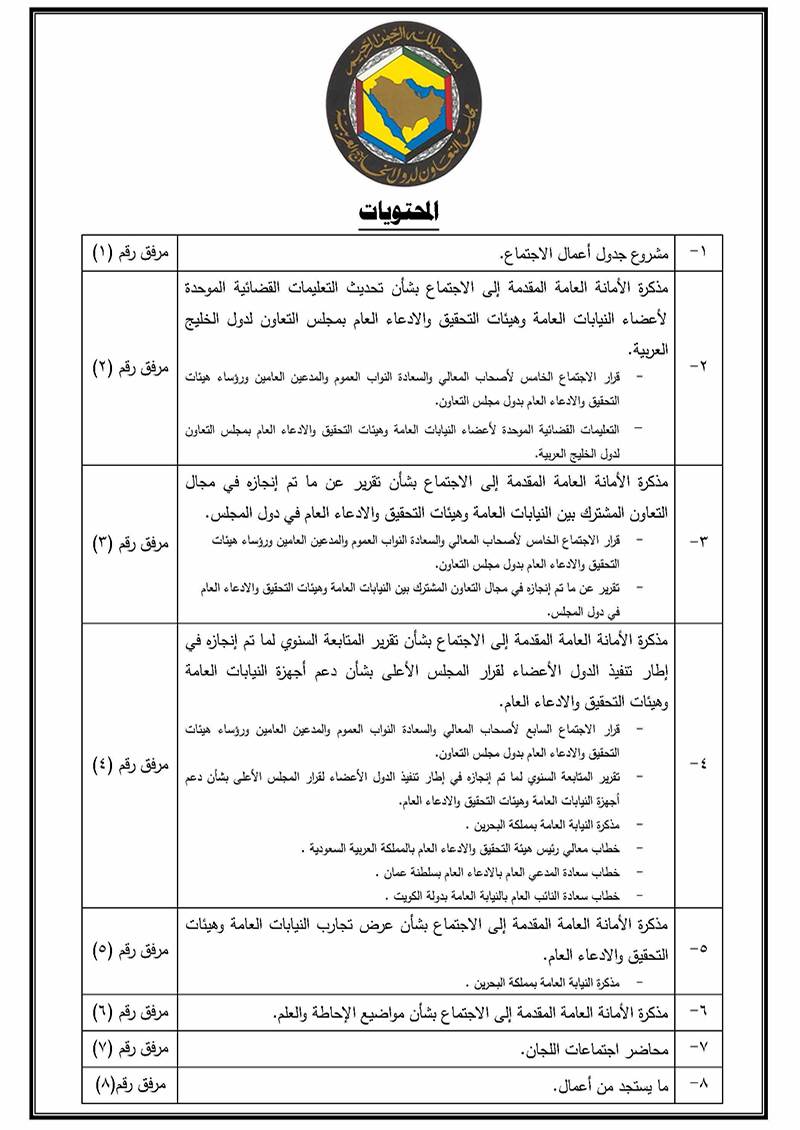 بسم الله الرحمن الرحيم
مجلس التعاون لدول الخليج العربية
المحتويات
١- مشروع جدول أعمال الاجتماع. مرفق رقم (١)
مذكرة الأمانة العامة المقدمة إلى الاجتماع بشأن تحديث التعليمات القضائية الموحدة
لأعضاء النيابات العامة وهيئات التحقيق والادعاء العام بمجلس التعاون لدول الخليج
العربية.
٢- مرفق رقم (٢)
- قرار الاجتماع الخامس لأصحاب المعالي والسعادة النواب العموم والمدعين العامين ورؤساء هيئات
التحقيق والادعاء العام بدول مجلس التعاون.
- التعليمات القضائية الموحدة لأعضاء النيابات العامة وهيئات التحقيق والادعاء العام بمجلس التعاون
لدول الخليج العربية.
مذكرة الأمانة العامة المقدمة إلى الاجتماع بشأن تقرير عن ما تم إنجازه في مجال
التعاون المشترك بين النيابات العامة وهيئات التحقيق والادعاء العام في دول المجلس.
٣- مرفق رقم (٣)
- قرار الاجتماع الخامس لأصحاب المعالي والسعادة النواب العموم والمدعين العامين ورؤساء هيئات
التحقيق والادعاء العام بدول مجلس التعاون.
- تقرير عن ما تم إنجازه في مجال التعاون المشترك بين النيابات العامة وهيئات التحقيق والادعاء العام
في دول المجلس.
مذكرة الأمانة العامة المقدمة إلى الاجتماع بشأن تقرير المتابعة السنوي لما تم إنجازه في
إطار تنفيذ الدول الأعضاء لقرار المجلس الأعلى بشأن دعم أجهزة النيابات العامة
وهيئات التحقيق والادعاء العام.
- قرار الاجتماع السابع لأصحاب المعالي والسعادة النواب العموم والمدعين العامين ورؤساء هيئات
التحقيق والادعاء العام بدول مجلس التعاون.
٤- مرفق رقم (٤)
- تقرير المتابعة السنوي لما تم إنجازه في إطار تنفيذ الدول الأعضاء لقرار المجلس الأعلى بشأن دعم
أجهزة النيابات العامة وهيئات التحقيق والادعاء العام.
- مذكرة النيابة العامة بمملكة البحرين .
- خطاب معالي رئيس هيئة التحقيق والادعاء العام بالمملكة العربية السعودية .
- خطاب سعادة المدعي العام بالادعاء العام بسلطنة عمان .
- خطاب سعادة النائب العام بالنيابة العامة بدولة الكويت .
مذكرة الأمانة العامة المقدمة إلى الاجتماع بشأن عرض تجارب النيابات العامة وهيئات
التحقيق والادعاء العام.
٥- مرفق رقم (٥)
- مذكرة النيابة العامة بمملكة البحرين .
٦- مذكرة الأمانة العامة المقدمة إلى الاجتماع بشأن مواضيع الإحاطة والعلم. مرفق رقم (٦)
٧- محاضر اجتماعات اللجان. مرفق رقم (٧)
٨- ما يستجد من أعمال. مرفق رقم(٨)